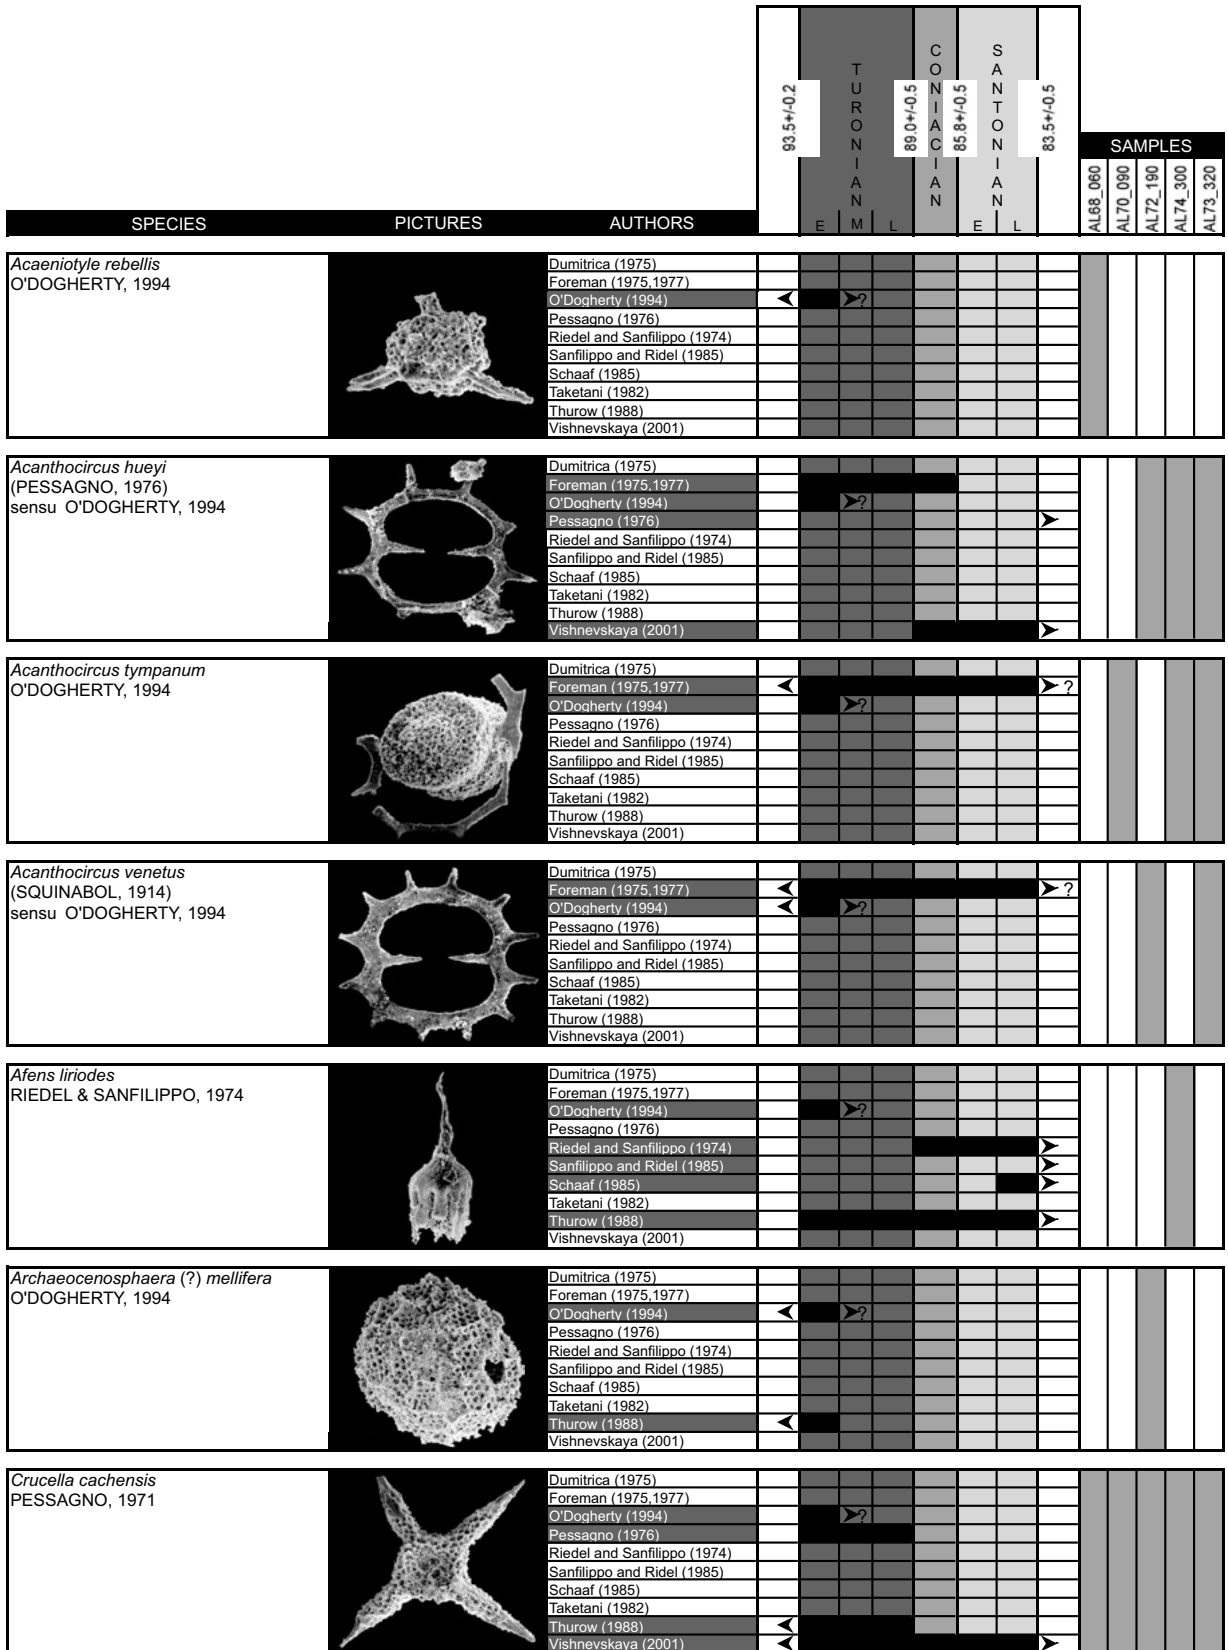 TURONIAN
CONIACIAN
SANTONIAN
93.5+/-0.2
89.0+/-0.5
85.8+/-0.5
83.5+/-0.5
SAMPLES
AL68_060
AL70_090
AL72_190
AL74_300
AL73_320
SPECIES PICTURES AUTHORS E M L E L
Acaeniotyle rebellis
O'DOGHERTY, 1994
Dumitrica (1975)
Foreman (1975,1977)
O'Dogherty (1994) ?
Pessagno (1976)
Riedel and Sanfilippo (1974)
Sanfilippo and Ridel (1985)
Schaaf (1985)
Taketani (1982)
Thurow (1988)
Vishnevskaya (2001)
Acanthocircus hueyi
(PESSAGNO, 1976)
sensu O'DOGHERTY, 1994
Dumitrica (1975)
Foreman (1975,1977)
O'Dogherty (1994) ?
Pessagno (1976)
Riedel and Sanfilippo (1974)
Sanfilippo and Ridel (1985)
Schaaf (1985)
Taketani (1982)
Thurow (1988)
Vishnevskaya (2001)
Acanthocircus tympanum
O'DOGHERTY, 1994
Dumitrica (1975)
Foreman (1975,1977) ?
O'Dogherty (1994) ?
Pessagno (1976)
Riedel and Sanfilippo (1974)
Sanfilippo and Ridel (1985)
Schaaf (1985)
Taketani (1982)
Thurow (1988)
Vishnevskaya (2001)
Acanthocircus venetus
(SQUINABOL, 1914)
sensu O'DOGHERTY, 1994
Dumitrica (1975)
Foreman (1975,1977) ?
O'Dogherty (1994) ?
Pessagno (1976)
Riedel and Sanfilippo (1974)
Sanfilippo and Ridel (1985)
Schaaf (1985)
Taketani (1982)
Thurow (1988)
Vishnevskaya (2001)
Afens liriodes
RIEDEL & SANFILIPPO, 1974
Dumitrica (1975)
Foreman (1975,1977)
O'Dogherty (1994) ?
Pessagno (1976)
Riedel and Sanfilippo (1974)
Sanfilippo and Ridel (1985)
Schaaf (1985)
Taketani (1982)
Thurow (1988)
Vishnevskaya (2001)
Archaeocenosphaera (?) mellifera
O'DOGHERTY, 1994
Dumitrica (1975)
Foreman (1975,1977)
O'Dogherty (1994) ?
Pessagno (1976)
Riedel and Sanfilippo (1974)
Sanfilippo and Ridel (1985)
Schaaf (1985)
Taketani (1982)
Thurow (1988)
Vishnevskaya (2001)
Crucella cachensis
PESSAGNO, 1971
Dumitrica (1975)
Foreman (1975,1977)
O'Dogherty (1994) ?
Pessagno (1976)
Riedel and Sanfilippo (1974)
Sanfilippo and Ridel (1985)
Schaaf (1985)
Taketani (1982)
Thurow (1988)
Vishnevskaya (2001)